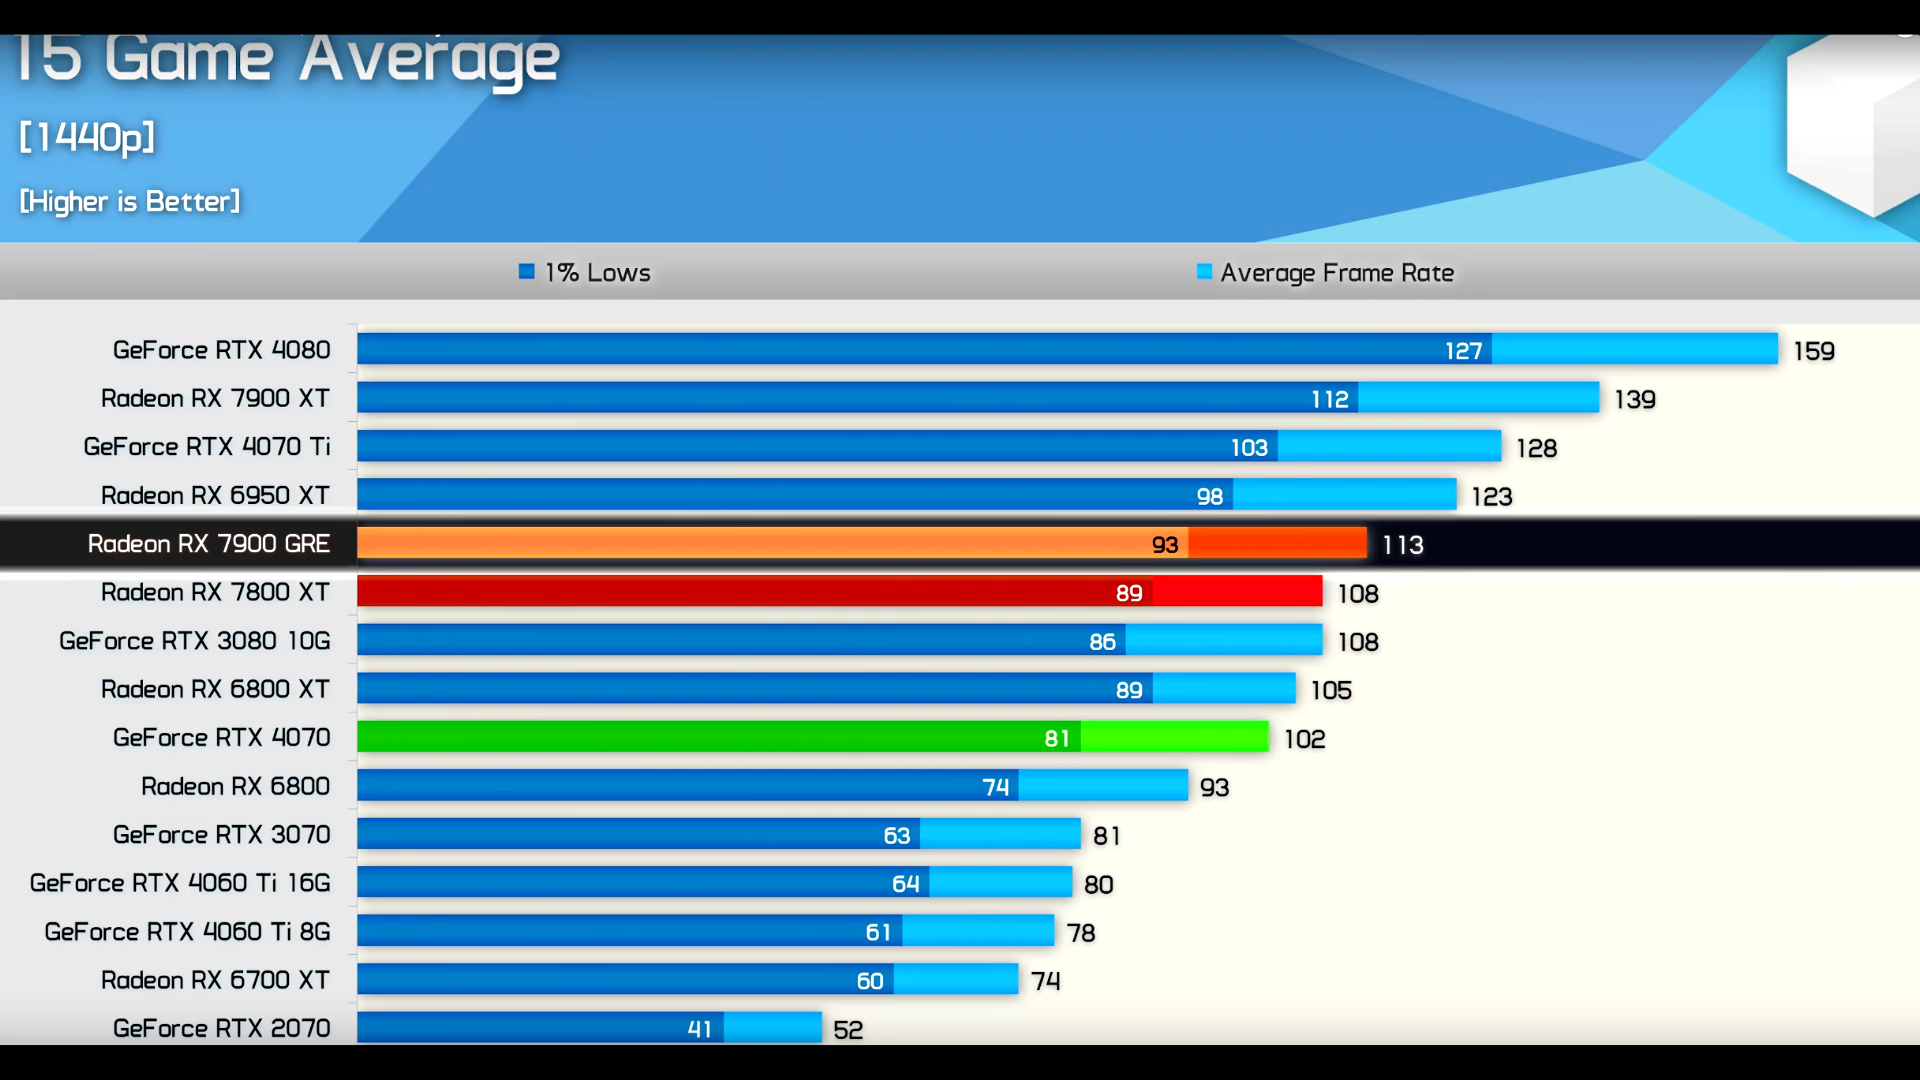 15 Game Average
[1440p]
[Higher is Better]
1% Lows
Average Frame Rate
GeForce RTX 4080 127 159
Radeon RX 7900 XT 112 139
GeForce RTX 4070 Ti 103 128
Radeon RX 6950 XT 98 123
Radeon RX 7900 GRE 93 113
Radeon RX 7800 XT 89 108
GeForce RTX 3080 10G 86 108
Radeon RX 6800 XT 89 105
GeForce RTX 4070 81 102
Radeon RX 6800 74 93
GeForce RTX 3070 63 81
GeForce RTX 4060 Ti 16G 64 80
GeForce RTX 4060 Ti 8G 61 78
Radeon RX 6700 XT 60 74
GeForce RTX 2070 41 52